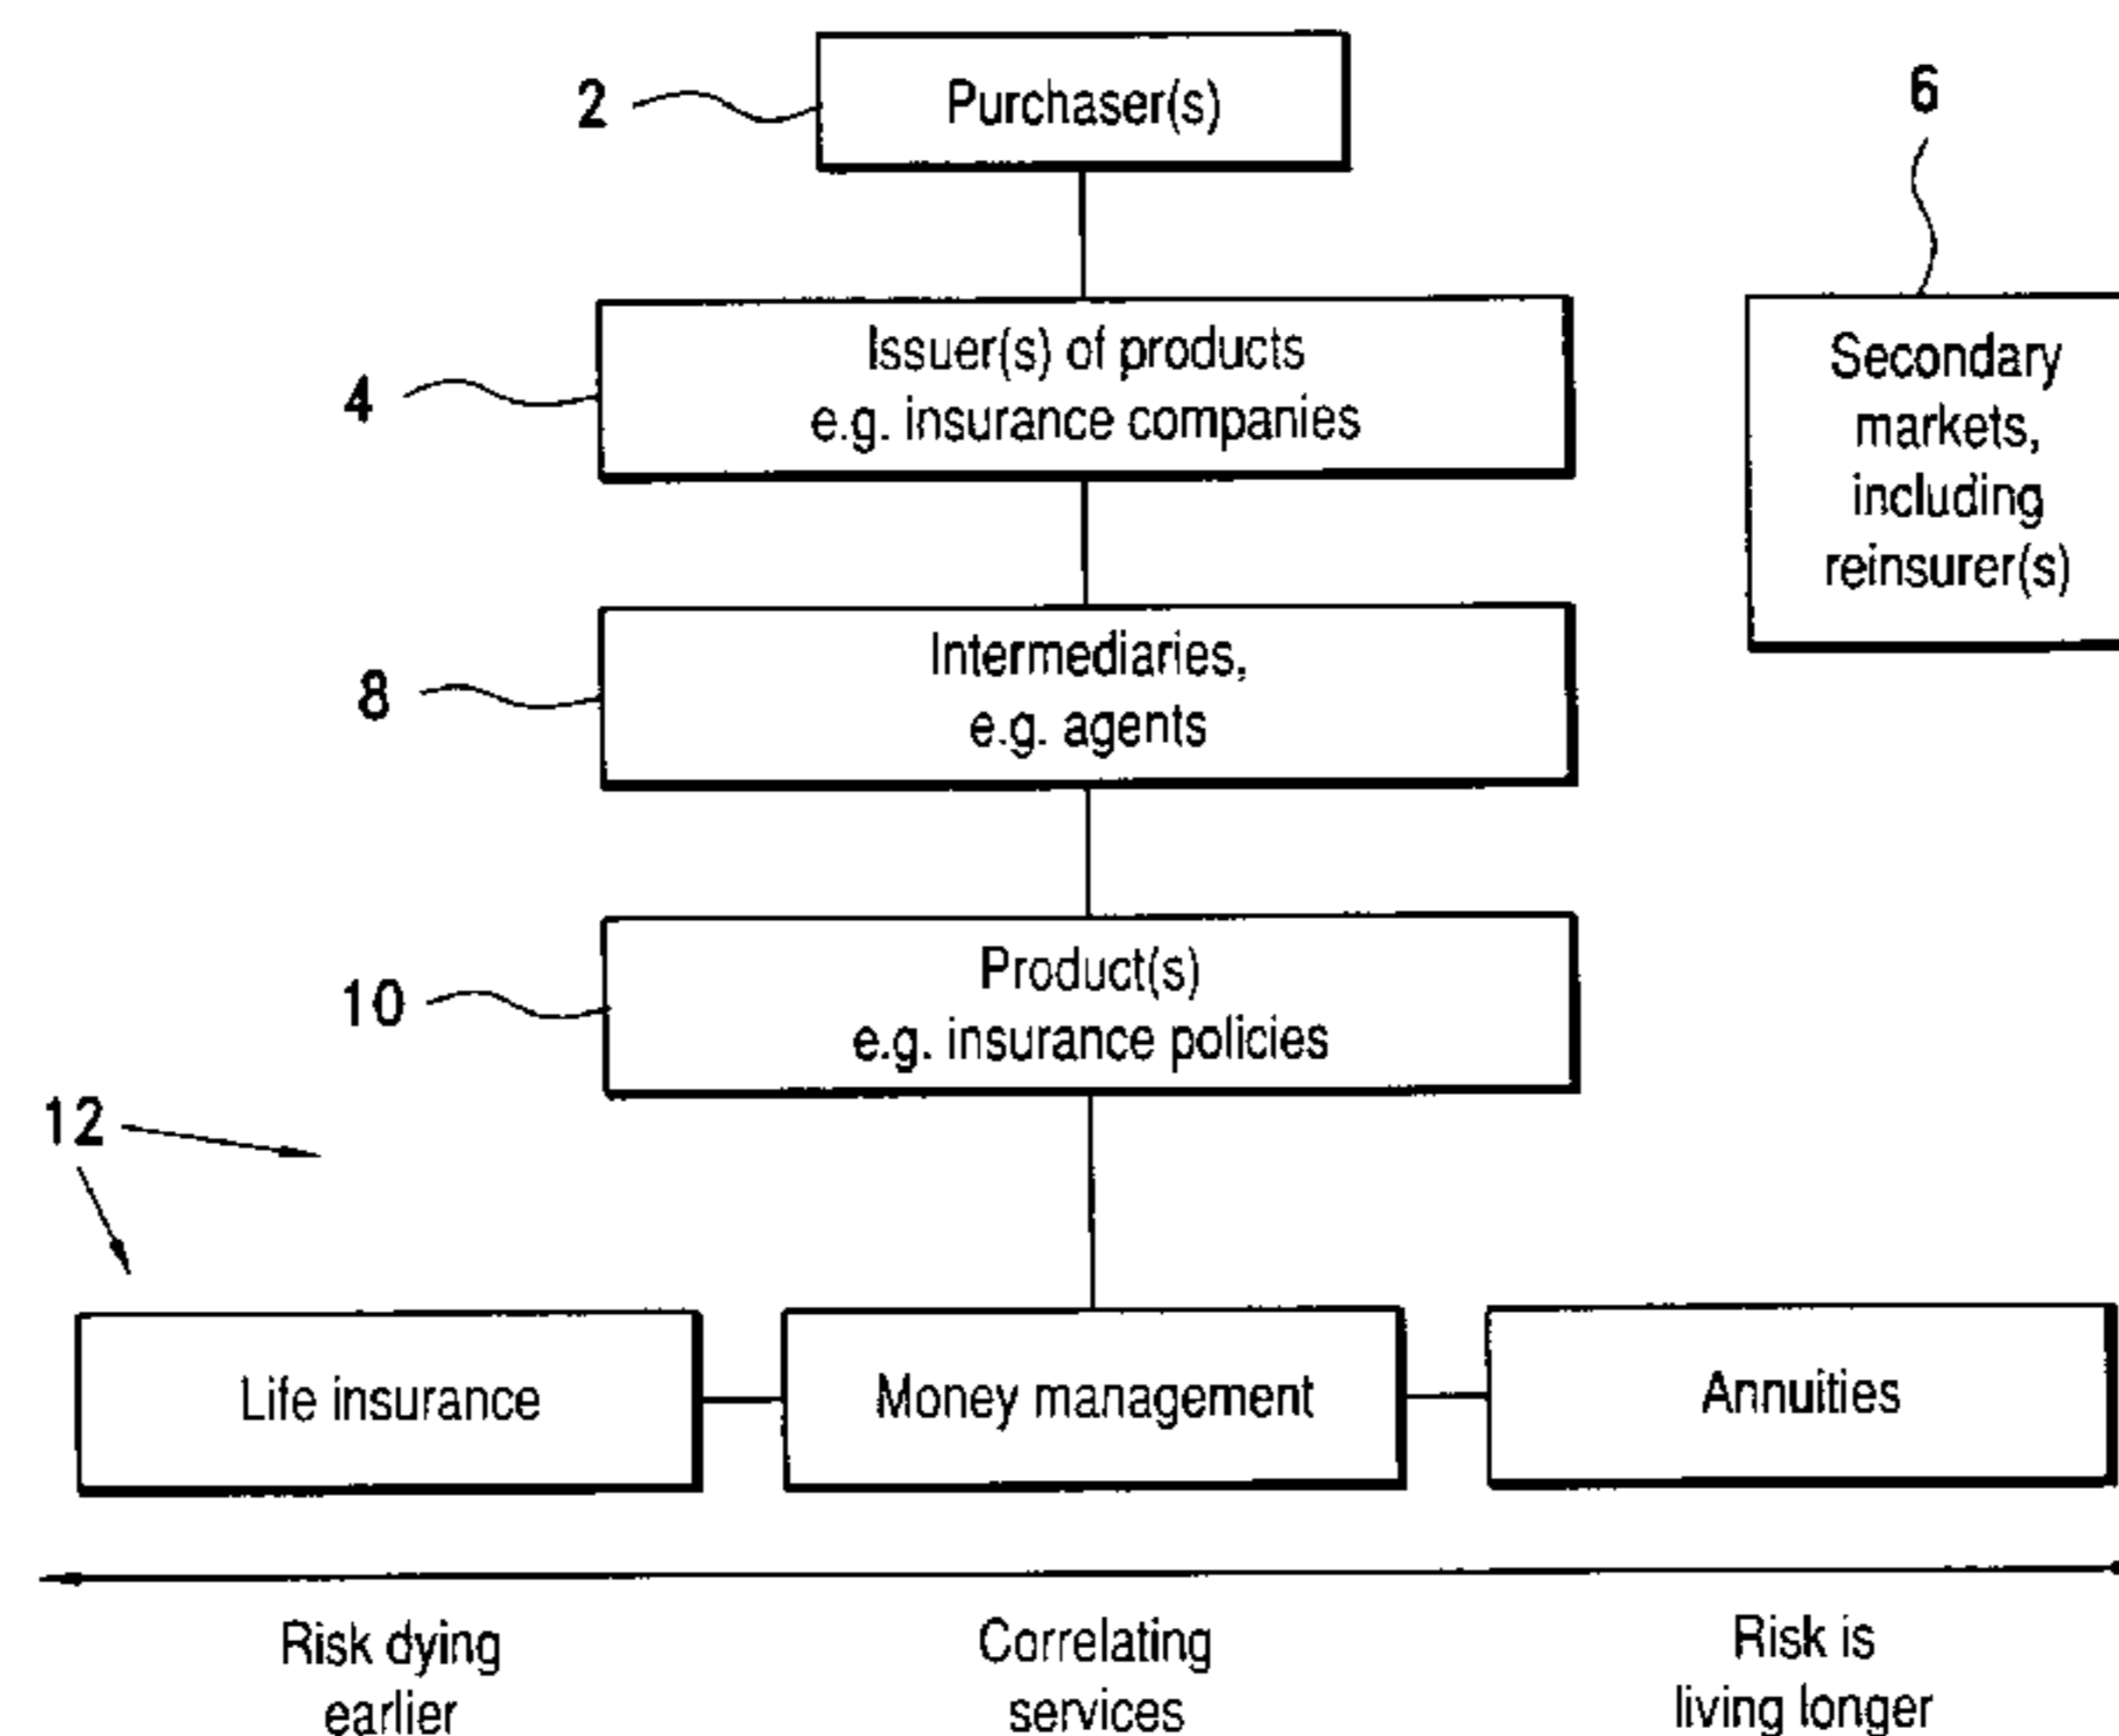 2
Purchaser(s)
6
4
Issuer(s) of products
e.g. insurance companies
Secondary
markets,
including
reinsurer(s)
8
Intermediaries,
e.g. agents
10
Product(s)
e.g. insurance policies
12
Life insurance
Money management
Annuities
Risk dying
earlier
Correlating
services
Risk is
living longer